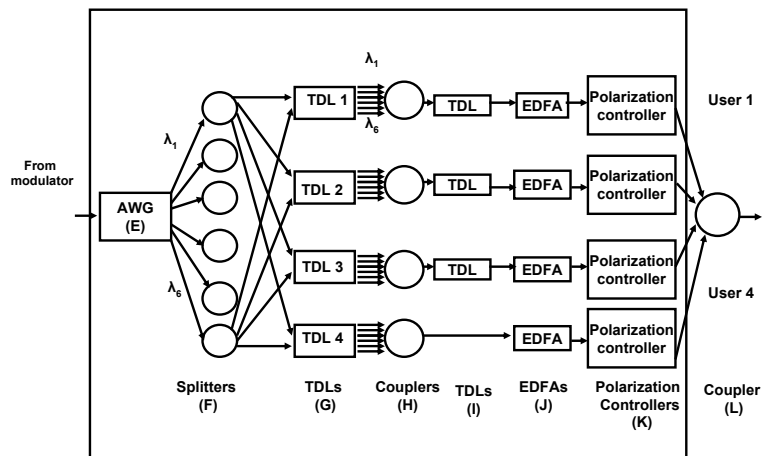 From
modulator
AWG
(E)
λ1
λ6
Splitters
(F)
TDL 1
TDL 2
TDL 3
TDL 4
TDLs
(G)
λ1
λ6
Couplers
(H)
TDL
TDL
TDL
TDLs
(I)
EDFA
EDFA
EDFA
EDFA
EDFAs
(J)
Polarization
controller
Polarization
controller
Polarization
controller
Polarization
controller
Polarization
Controllers
(K)
User 1
User 4
Coupler
(L)